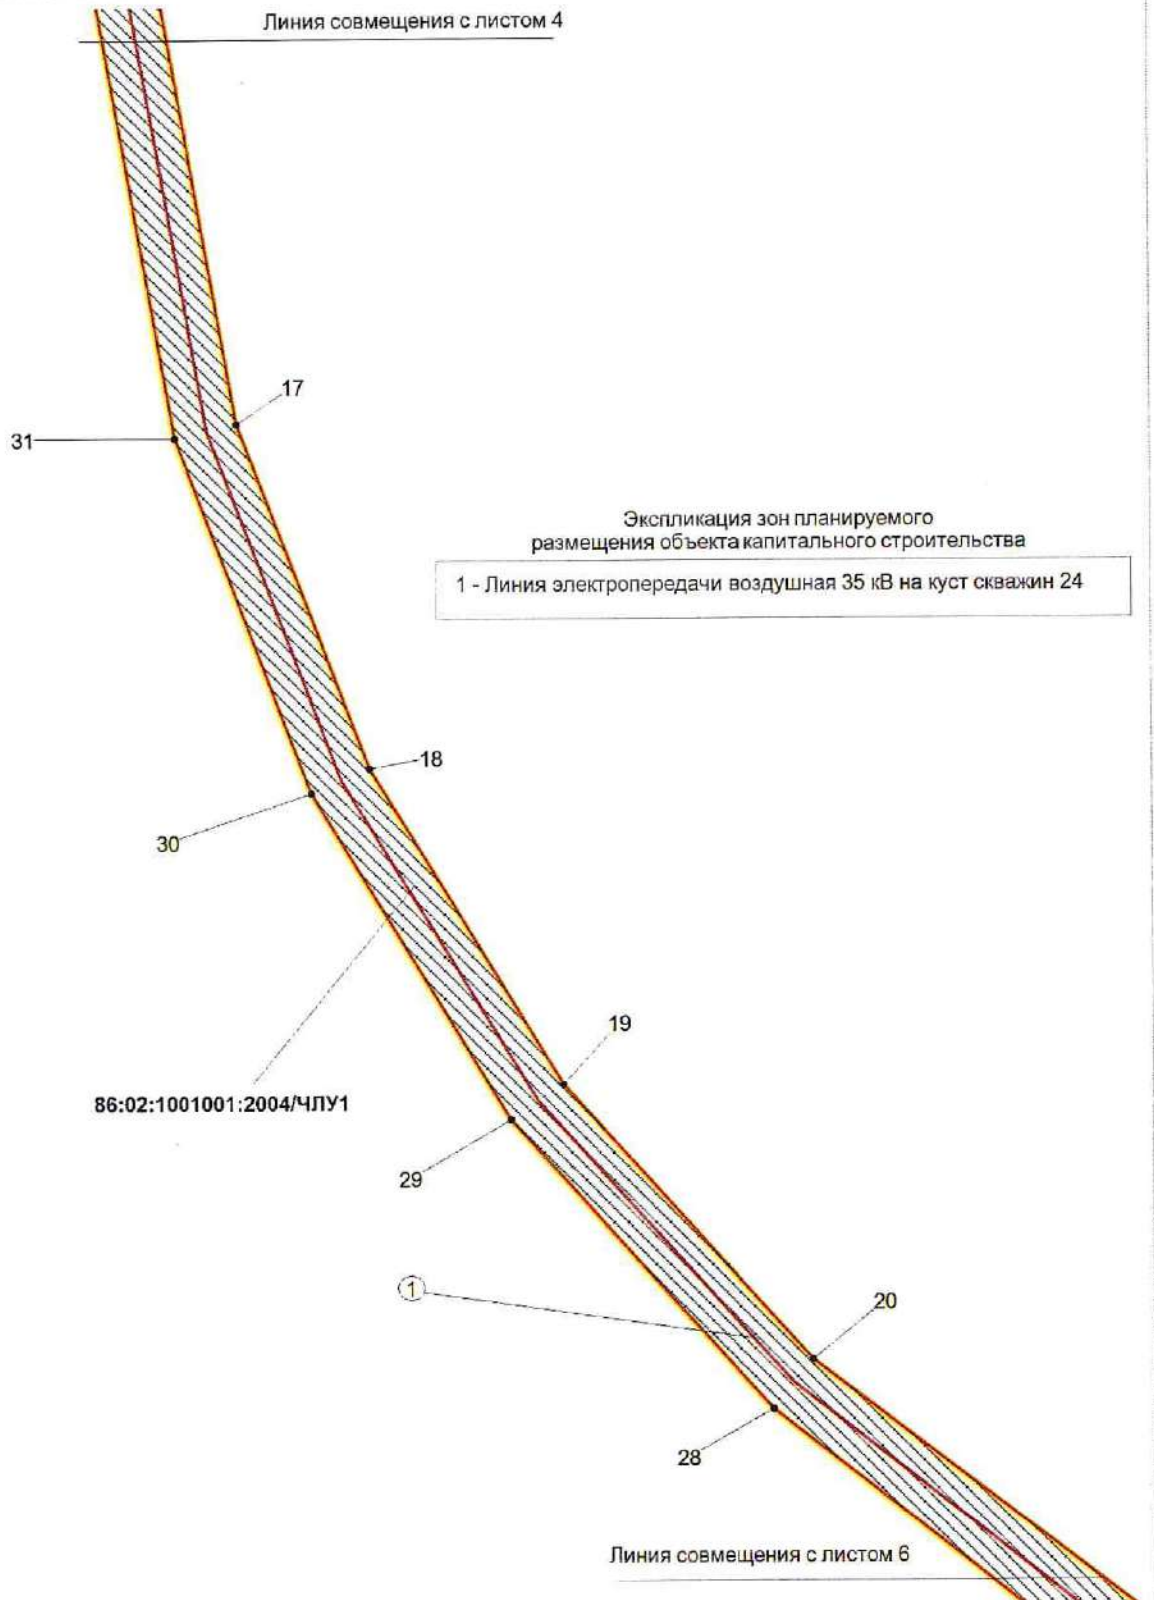 Линия совмещения с листом 4
17
31
Экспликация зон планируемого
размещения объекта капитального строительства
1 - Линия электропередачи воздушная 35 кВ на куст скважин 24
18
30
19
86:02:1001001:2004/ЧЛУ1
29
1
20
28
Линия совмещения с листом 6